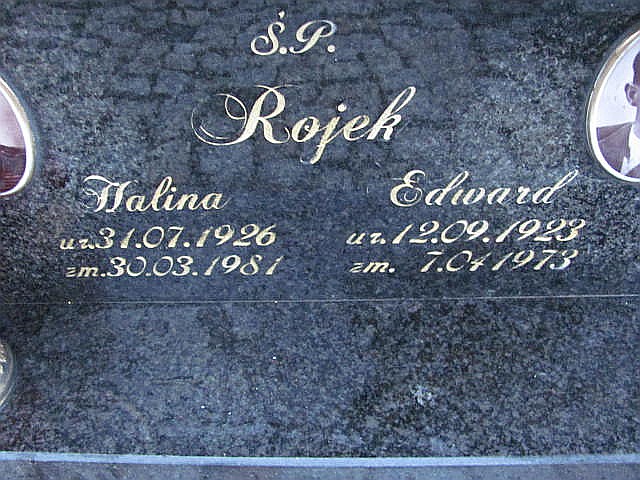 Ś.P.
Rojek
Halina
ur.31.07.1926
zm.30.03.1981
Edward
ur.12.09.1923
zm. 7.04 1973